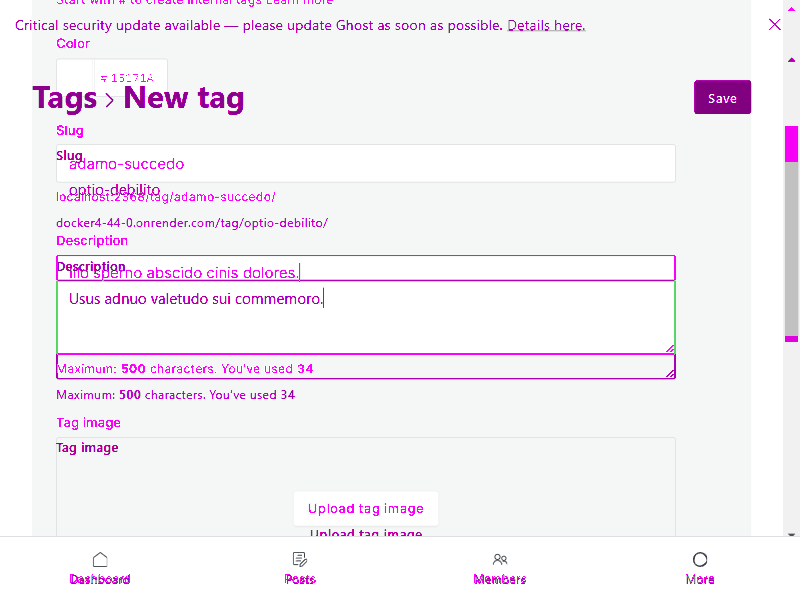 Start with # to create internal tags Learn more
Critical security update available — please update Ghost as soon as possible. Details here.
Color
# 15171A
Tags > New tag
Save
Slug
Slug
adamo-succedo
optio-debilito
localhost:2368/tag/adamo-succedo/
docker4-44-0.onrender.com/tag/optio-debilito/
Description
Description
Illo sperno abscido cinis dolores.
Usus adnuo valetudo sui commemoro.
Maximum: 500 characters. You've used 34
Maximum: 500 characters. You've used 34
Tag image
Tag image
Upload tag image
Upload tag image
Dashboard
Posts
Members
More